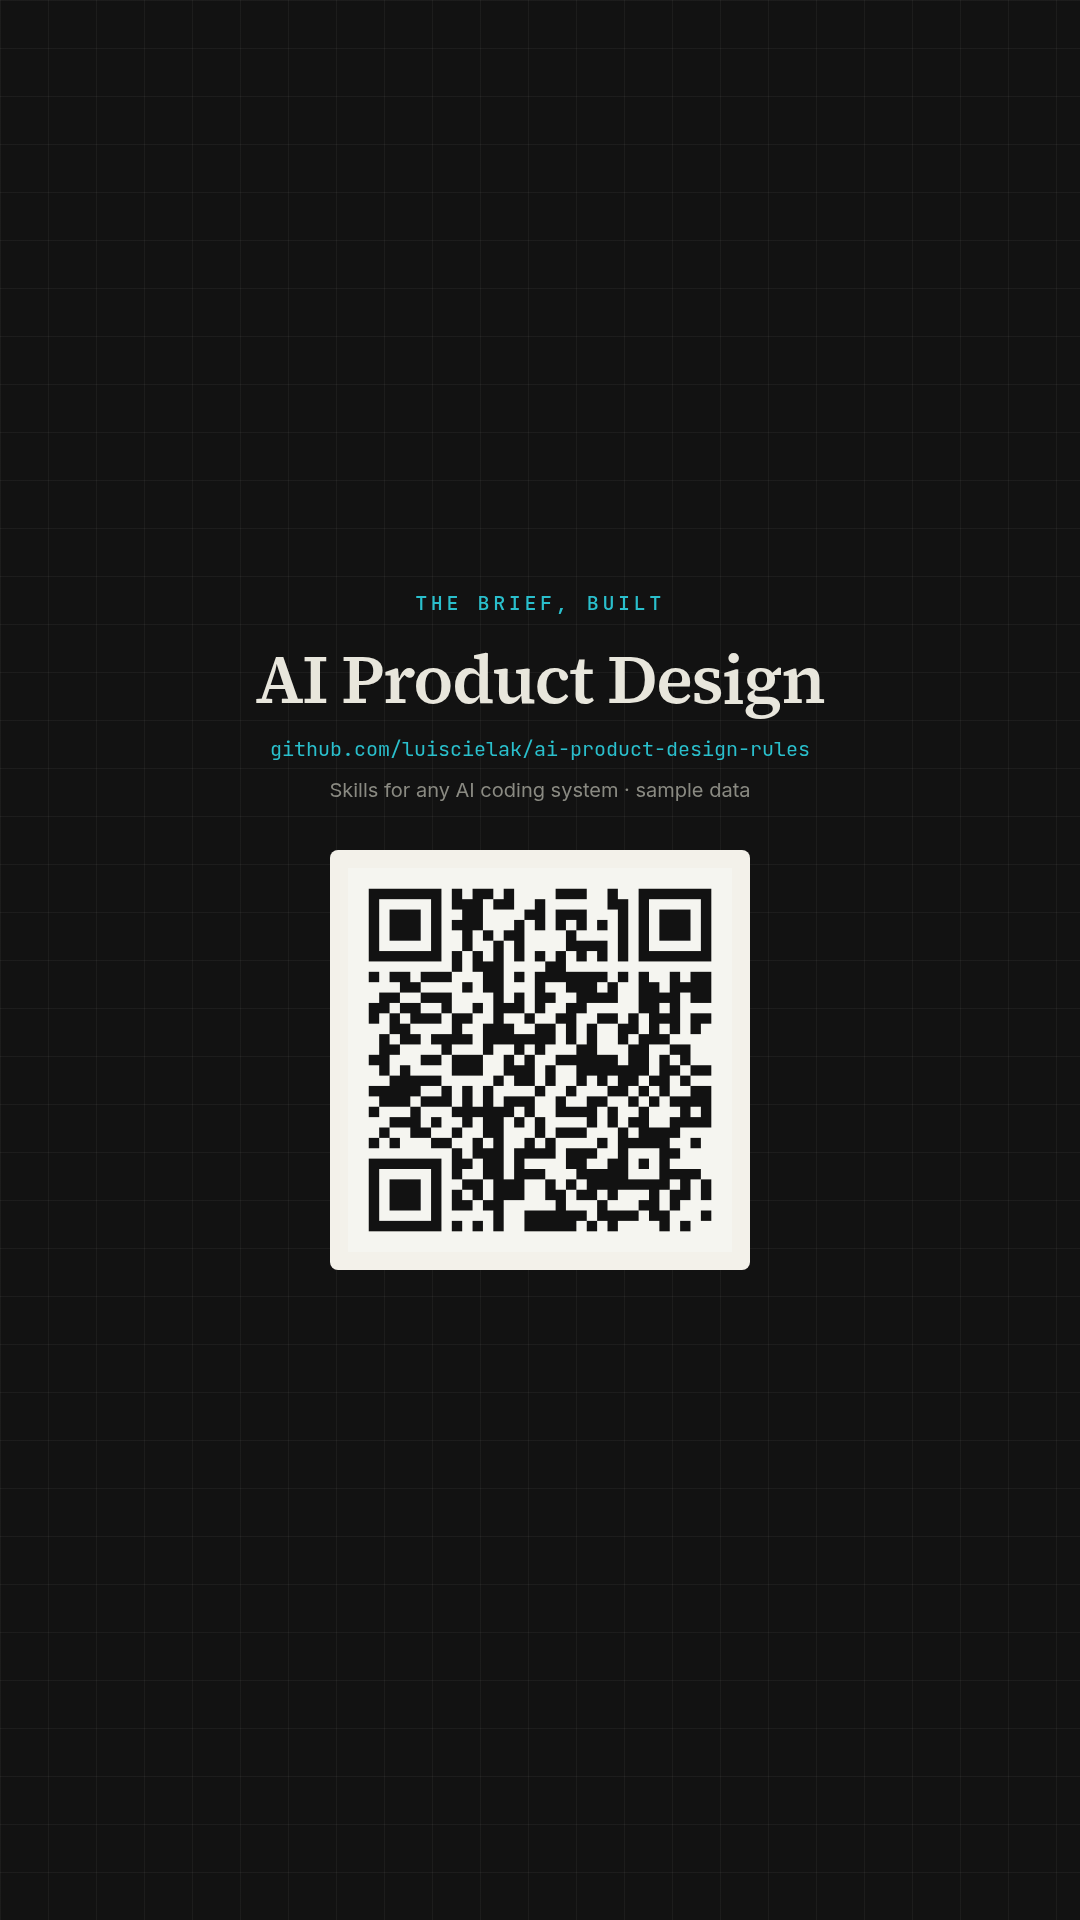 THE BRIEF, BUILT
AI Product Design
github.com/luiscielak/ai-product-design-rules
Skills for any AI coding system · sample data